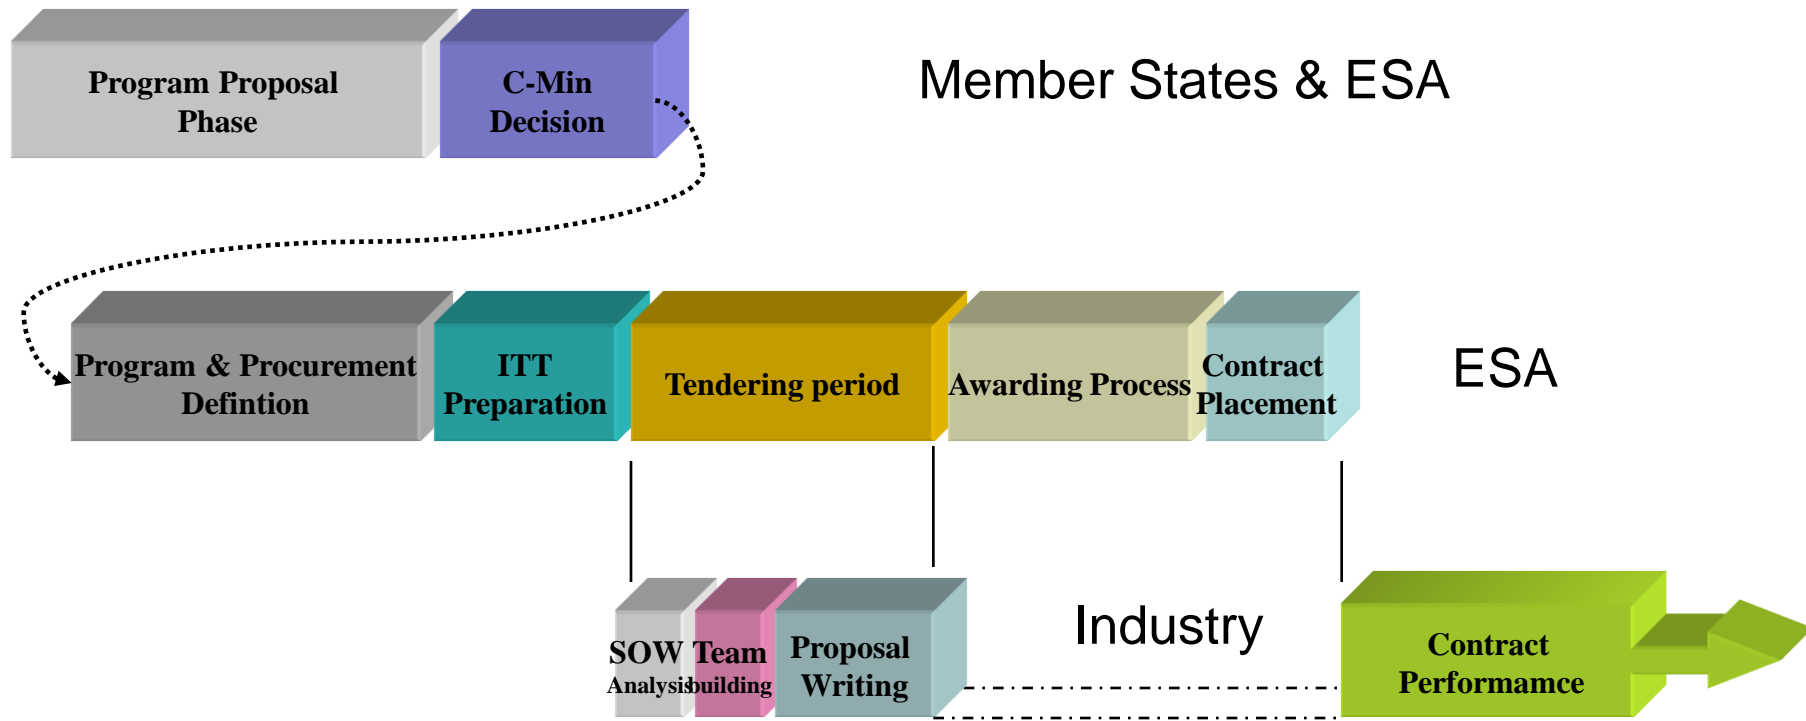 Program Proposal
Phase
C-Min
Decision
Member States & ESA
Program & Procurement
Defintion
ITT
Preparation
Tendering period
Awarding Process
Contract
Placement
ESA
SOW
Analysis
Team
building
Proposal
Writing
Industry
Contract
Performamce